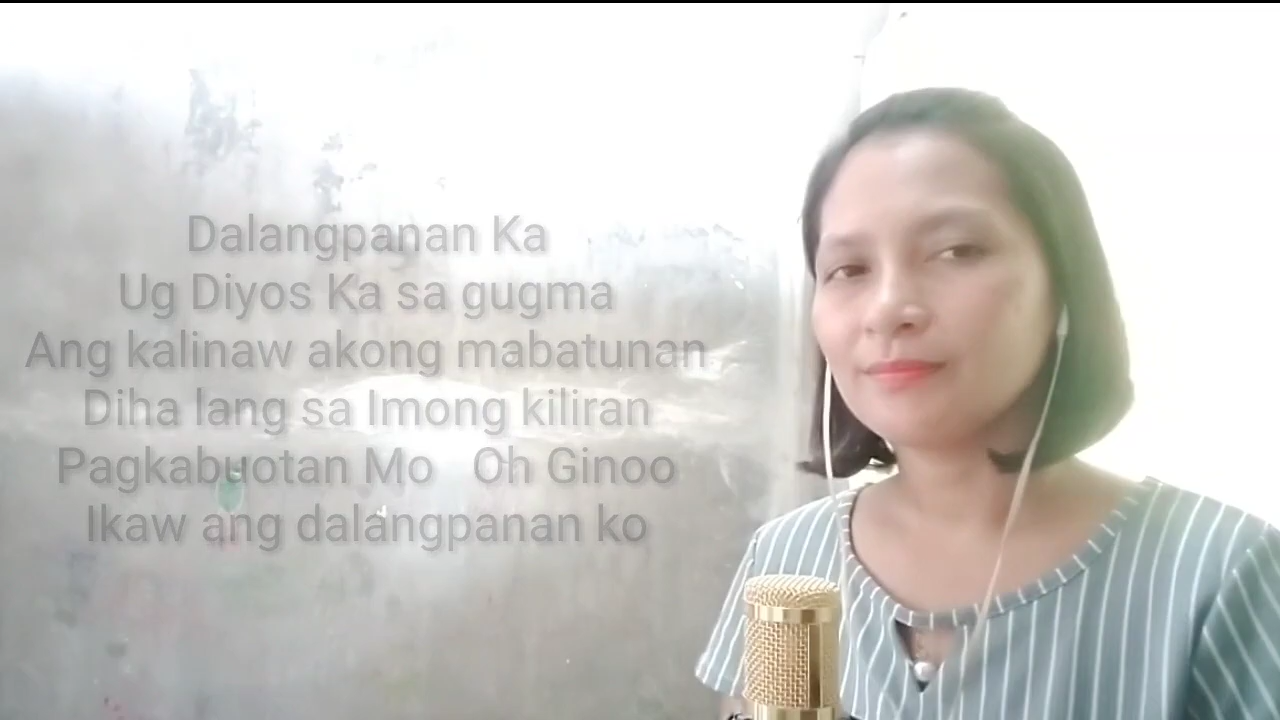 Dalangpanan Ka
Ug Diyos Ka sa gugma
Ang kalinaw akong mabatunan
Diha lang sa Imong kiliran
Pagkabuotan Mo Oh Ginoo
Ikaw ang dalangpanan ko